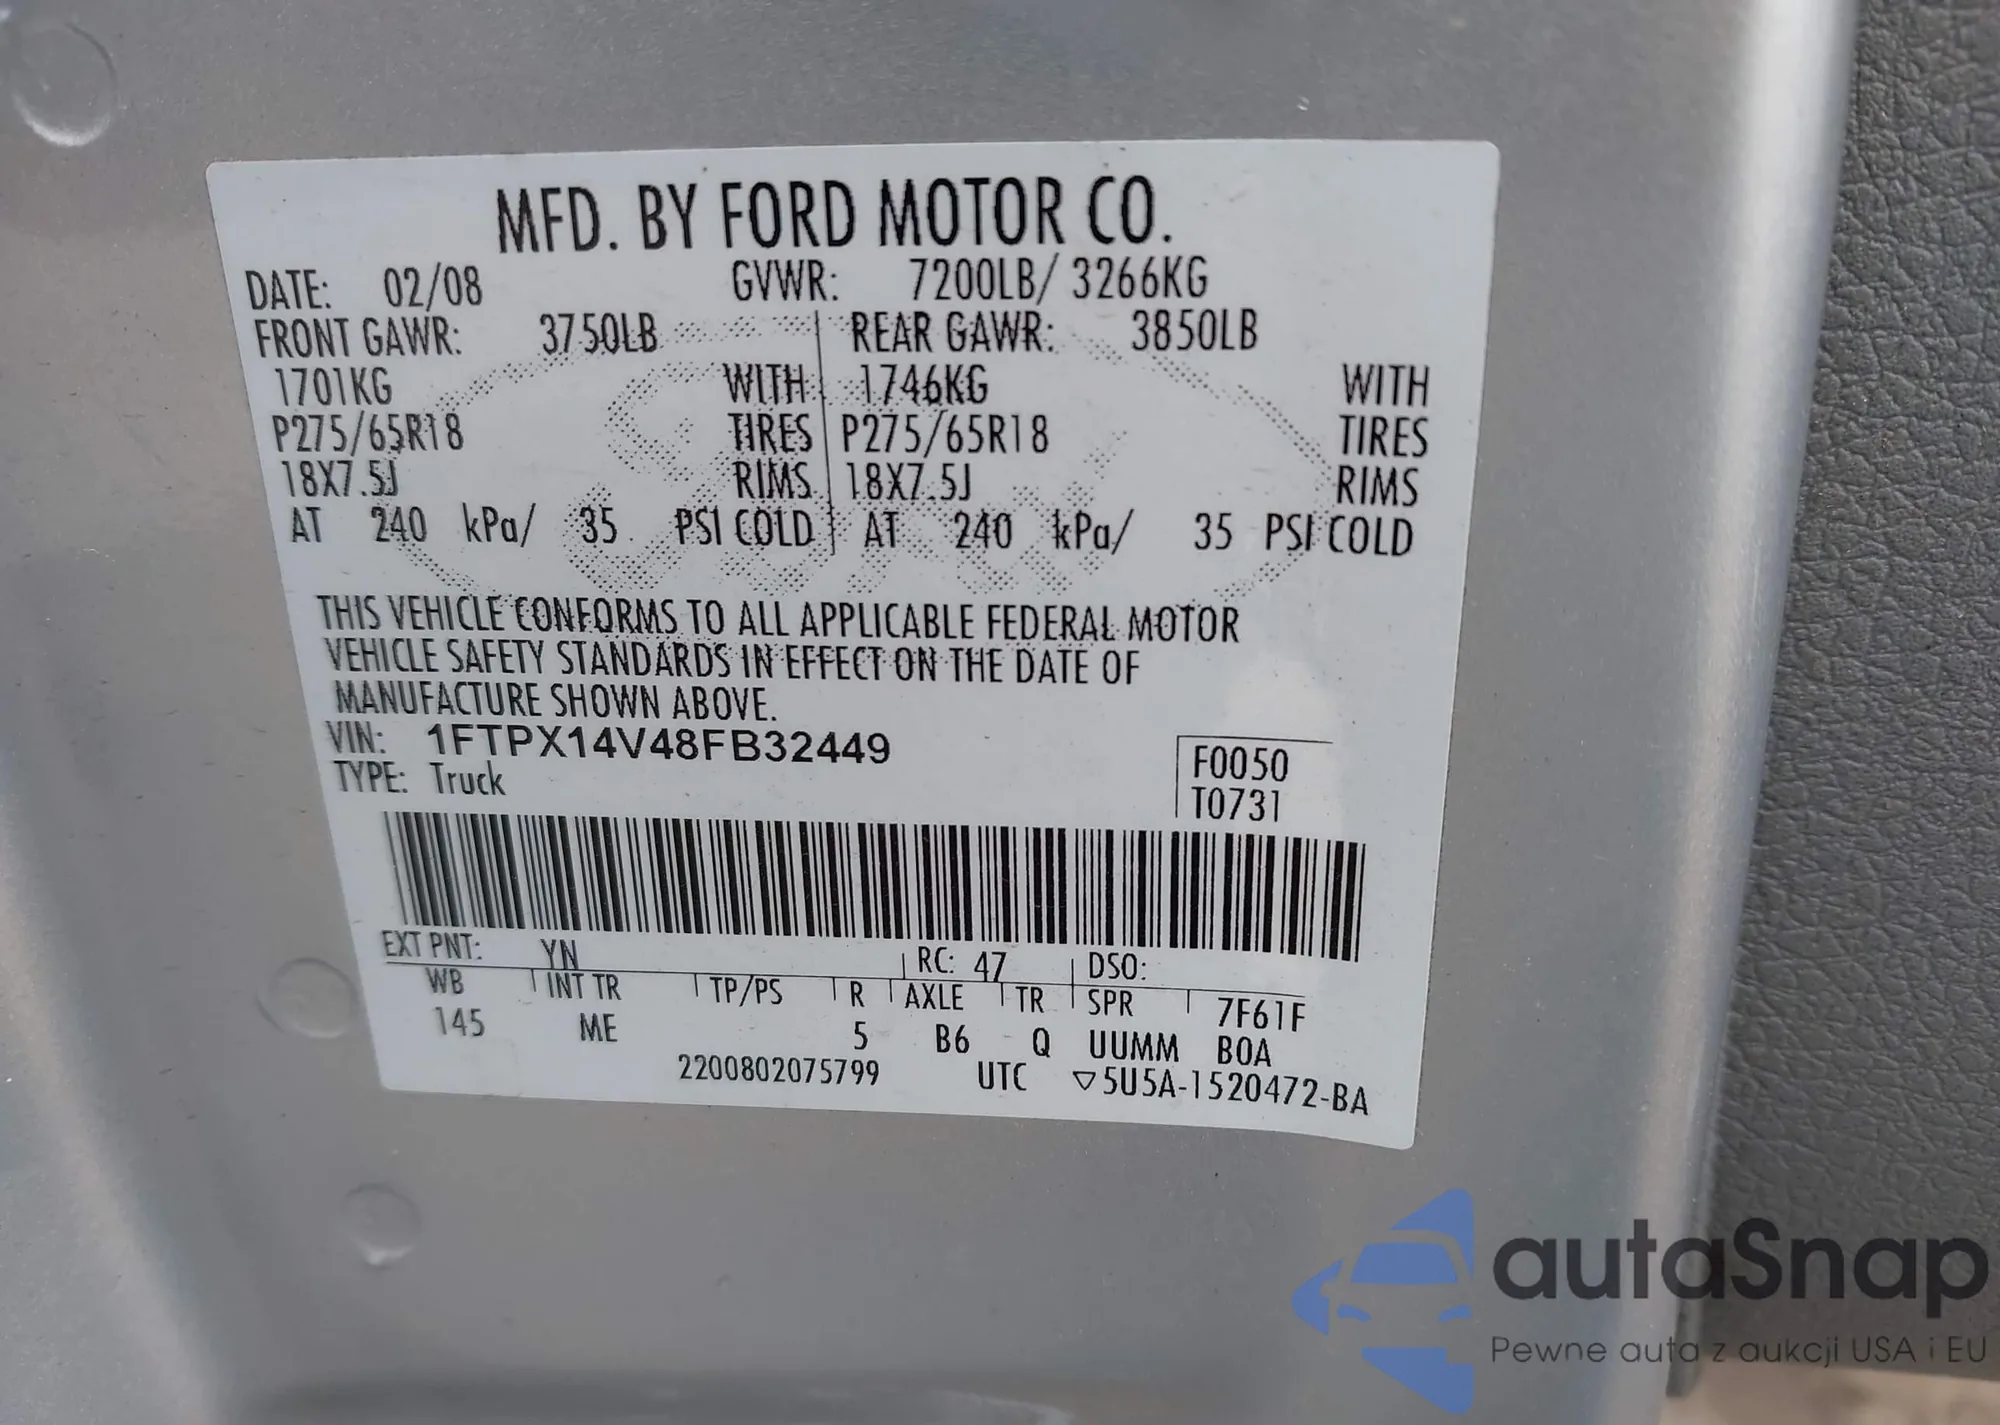 MFD. BY FORD MOTOR CO.
DATE: 02/08 GVWR: 7200LB/ 3266KG
FRONT GAWR: 3750LB REAR GAWR: 3850LB
1701KG WITH 1746KG WITH
P275/65R18 TIRES P275/65R18 TIRES
18X7.5J RIMS 18X7.5J RIMS
AT 240 kPa/ 35 PSI COLD AT 240 kPa/ 35 PSI COLD
THIS VEHICLE CONFORMS TO ALL APPLICABLE FEDERAL MOTOR
VEHICLE SAFETY STANDARDS IN EFFECT ON THE DATE OF
MANUFACTURE SHOWN ABOVE.
VIN: 1FTPX14V48FB32449
TYPE: Truck
F0050
T0731
EXT PNT: YN RC: 47 DSO:
WB INT TR TP/PS R AXLE TR SPR 7F61F
145 ME 5 B6 Q UUMM BOA
2200802075799 UTC ▽5U5A-1520472-BA
autaSnap
Pewne auta z aukcji USA i EU